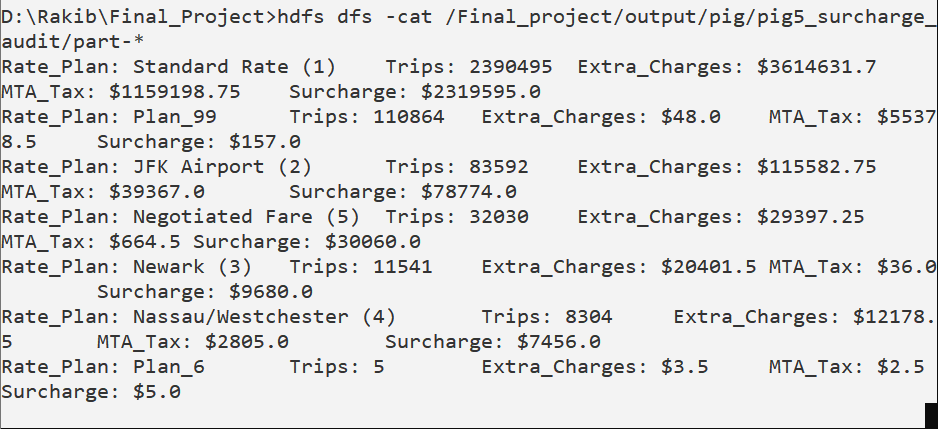 D:\Rakib\Final_Project>hdfs dfs -cat /Final_project/output/pig/pig5_surcharge_
audit/part-*
Rate_Plan: Standard Rate (1)    Trips: 2390495  Extra_Charges: $3614631.7
MTA_Tax: $1159198.75    Surcharge: $2319595.0
Rate_Plan: Plan_99      Trips: 110864   Extra_Charges: $48.0    MTA_Tax: $5537
8.5     Surcharge: $157.0
Rate_Plan: JFK Airport (2)      Trips: 83592    Extra_Charges: $115582.75
MTA_Tax: $39367.0       Surcharge: $78774.0
Rate_Plan: Negotiated Fare (5)  Trips: 32030    Extra_Charges: $29397.25
MTA_Tax: $664.5 Surcharge: $30060.0
Rate_Plan: Newark (3)   Trips: 11541    Extra_Charges: $20401.5 MTA_Tax: $36.0
        Surcharge: $9680.0
Rate_Plan: Nassau/Westchester (4)       Trips: 8304     Extra_Charges: $12178.
5       MTA_Tax: $2805.0        Surcharge: $7456.0
Rate_Plan: Plan_6       Trips: 5        Extra_Charges: $3.5     MTA_Tax: $2.5
Surcharge: $5.0